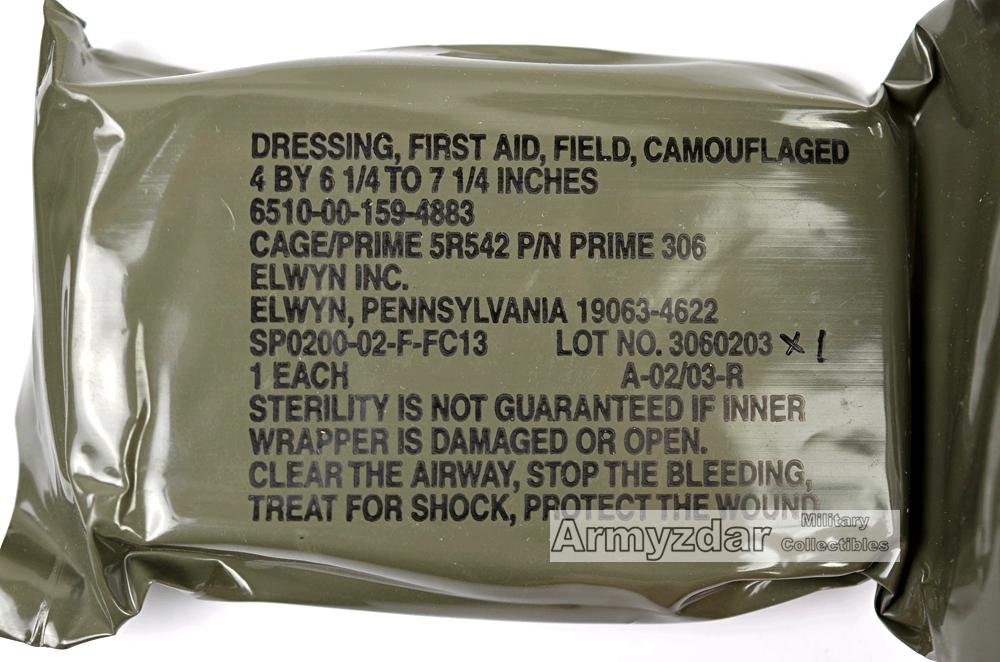 DRESSING, FIRST AID, FIELD, CAMOUFLAGED
4 BY 6 1/4 TO 7 1/4 INCHES
6510-00-159-4883
CAGE/PRIME 5R542 P/N PRIME 306
ELWYN INC.
ELWYN, PENNSYLVANIA 19063-4622
SP0200-02-F-FC13 LOT NO. 3060203 x 1
1 EACH A-02/03-R
STERILITY IS NOT GUARANTEED IF INNER
WRAPPER IS DAMAGED OR OPEN.
CLEAR THE AIRWAY, STOP THE BLEEDING,
TREAT FOR SHOCK, PROTECT THE WOUND
Armyzdar Military Collectibles